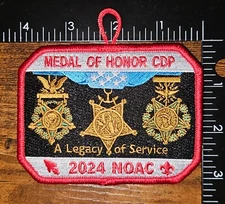 MEDAL OF HONOR CDP
A Legacy of Service
2024 NOAC